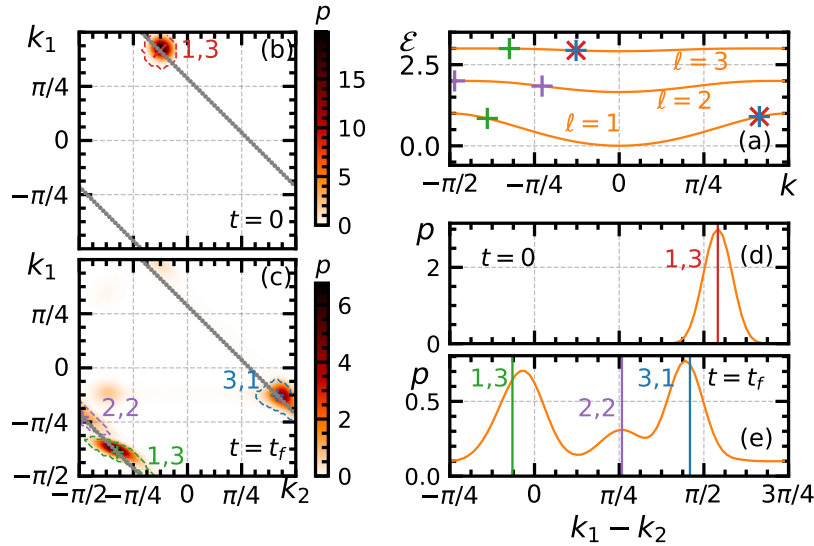 k₁
p
(b)
1,3
π/4
0
−π/4
t = 0
15
10
5
0
k₁
p
(c)
π/4
0
−π/4
−π/2
3,1
2,2
1,3
t = t_f
6
4
2
0
−π/2
−π/4
0
π/4
k₂
ℰ
2.5
0.0
ℓ = 3
ℓ = 2
ℓ = 1
(a)
−π/2
−π/4
0
π/4
k
p
2
0
t = 0
1,3
(d)
p
0.5
0.0
1,3
2,2
3,1
t = t_f
(e)
−π/4
0
π/4
π/2
3π/4
k₁ − k₂